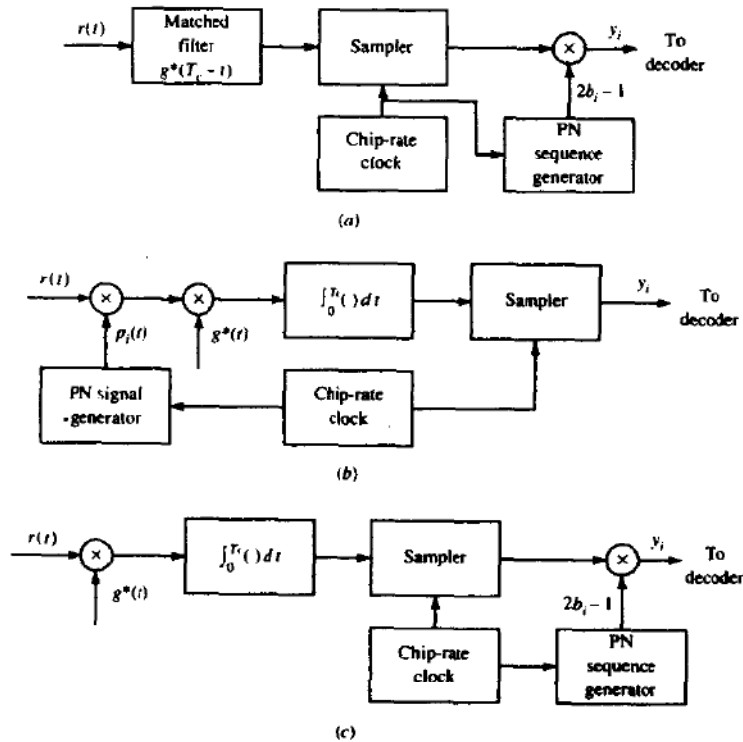 r(t)
Matched
filter
g*(T_c - t)
Sampler
×
y_i
To
decoder
2b_i - 1
Chip-rate
clock
PN
sequence
generator
(a)
r(t)
×
×
∫_0^{T_c} ( ) dt
Sampler
y_i
To
decoder
p_i(t)
g*(t)
PN signal
generator
Chip-rate
clock
(b)
r(t)
×
∫_0^{T_c} ( ) dt
Sampler
×
y_i
To
decoder
g*(t)
2b_i - 1
Chip-rate
clock
PN
sequence
generator
(c)